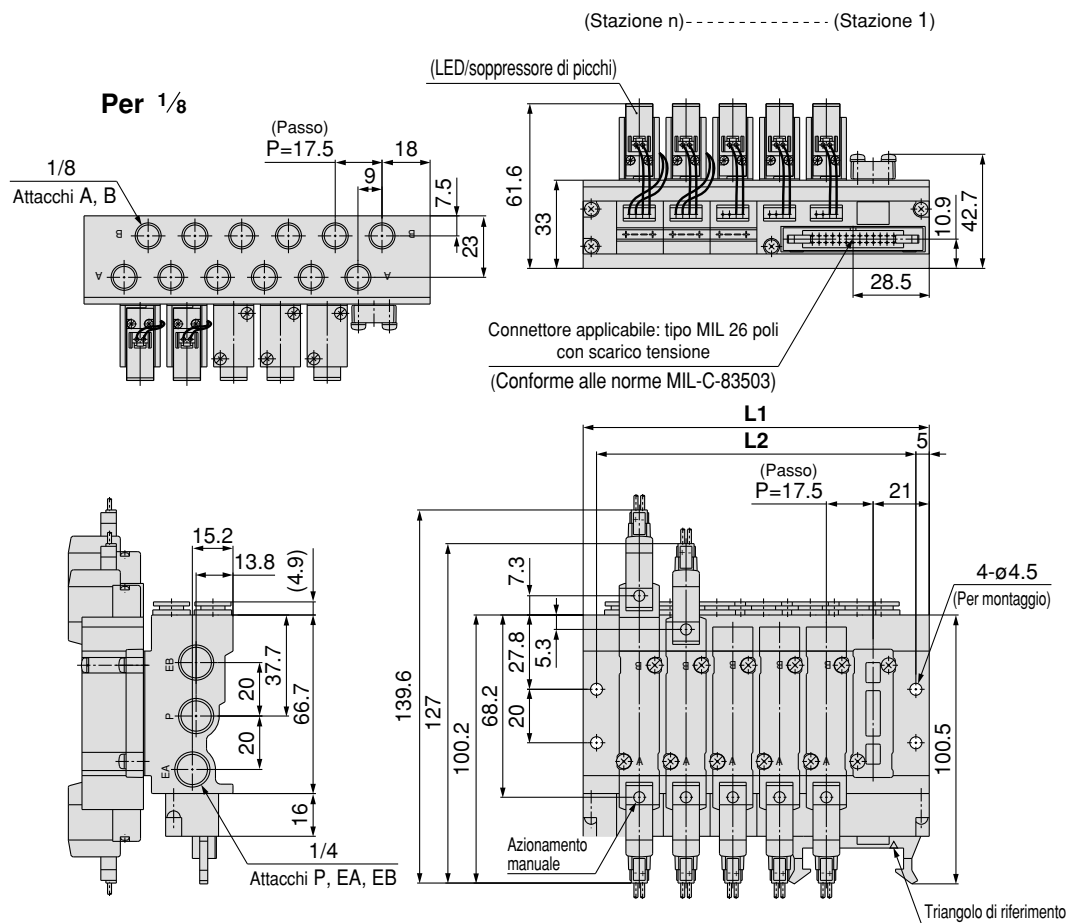 (Stazione n) (Stazione 1)
(LED/soppressore di picchi)
Per 1/8
(Passo)
P=17.5
18
9
7.5
23
1/8
Attacchi A, B
B
B
A
A
61.6
33
10.9
42.7
28.5
Connettore applicabile: tipo MIL 26 poli
con scarico tensione
(Conforme alle norme MIL-C-83503)
L1
L2
5
(Passo)
P=17.5
21
15.2
13.8
(4.9)
EB
P
EA
20
20
37.7
66.7
16
1/4
Attacchi P, EA, EB
139.6
127
100.2
68.2
7.3
27.8
5.3
20
4-ø4.5
(Per montaggio)
100.5
B B B B B
A A A A A
Azionamento
manuale
Triangolo di riferimento